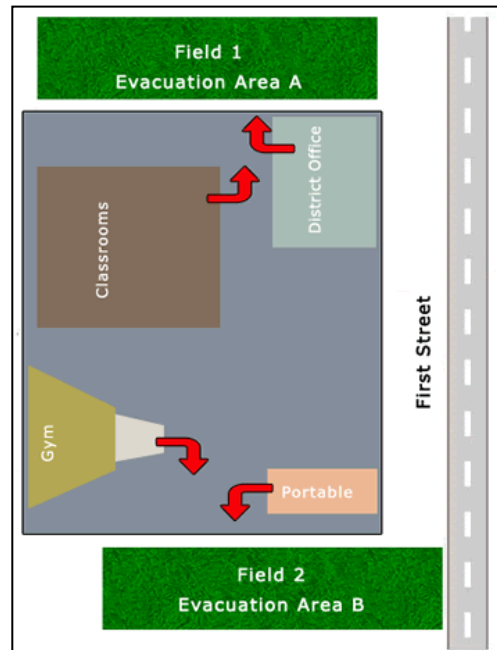 Field 1
Evacuation Area A
District Office
Classrooms
First Street
Gym
Portable
Field 2
Evacuation Area B